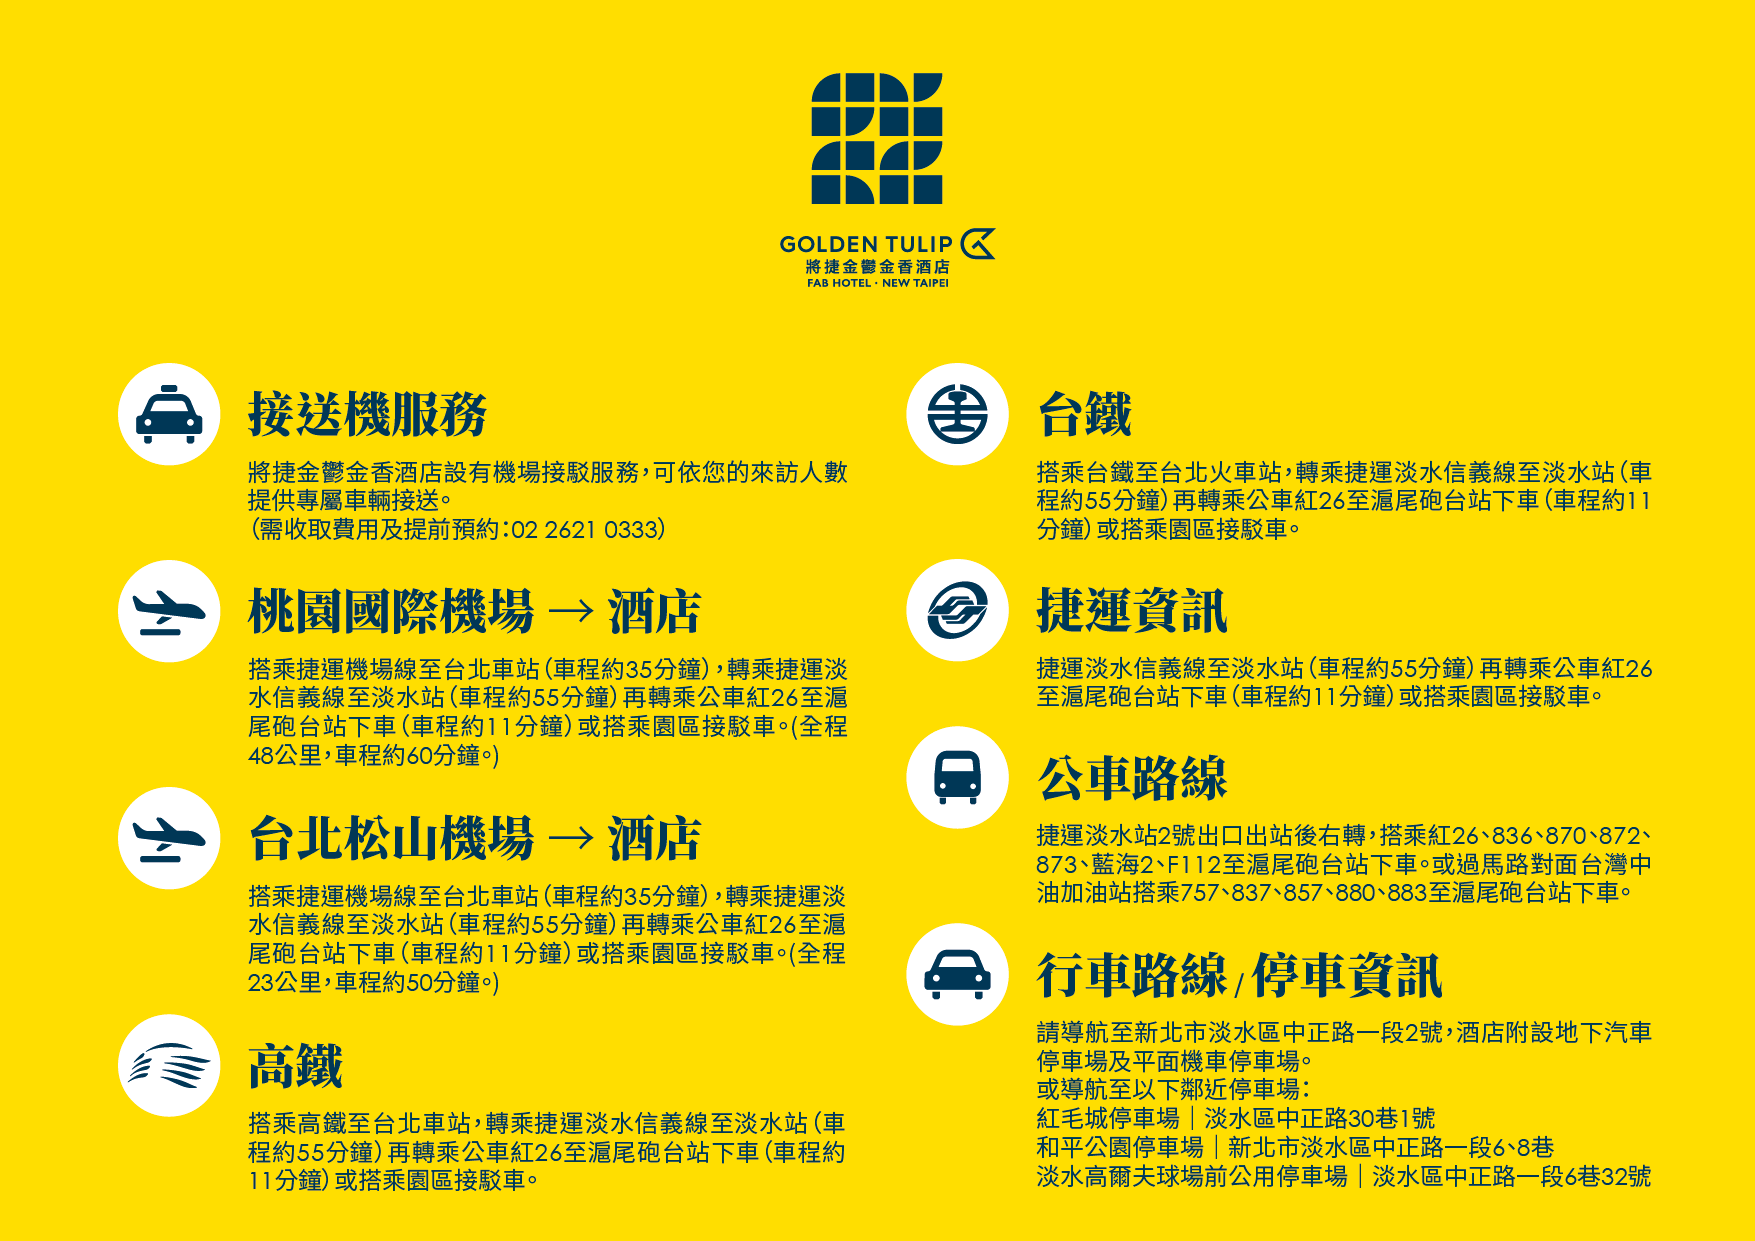 GOLDEN TULIP
將捷金鬱金香酒店
FAB HOTEL · NEW TAIPEI
接送機服務
將捷金鬱金香酒店設有機場接駁服務，可依您的來訪人數
提供專屬車輛接送。
（需收取費用及提前預約：02 2621 0333）
桃園國際機場 → 酒店
搭乘捷運機場線至台北車站（車程約35分鐘），轉乘捷運淡
水信義線至淡水站（車程約55分鐘）再轉乘公車紅26至滬
尾砲台站下車（車程約11分鐘）或搭乘園區接駁車。(全程
48公里，車程約60分鐘。)
台北松山機場 → 酒店
搭乘捷運機場線至台北車站（車程約35分鐘），轉乘捷運淡
水信義線至淡水站（車程約55分鐘）再轉乘公車紅26至滬
尾砲台站下車（車程約11分鐘）或搭乘園區接駁車。(全程
23公里，車程約50分鐘。)
高鐵
搭乘高鐵至台北車站，轉乘捷運淡水信義線至淡水站（車
程約55分鐘）再轉乘公車紅26至滬尾砲台站下車（車程約
11分鐘）或搭乘園區接駁車。
台鐵
搭乘台鐵至台北火車站，轉乘捷運淡水信義線至淡水站（車
程約55分鐘）再轉乘公車紅26至滬尾砲台站下車（車程約11
分鐘）或搭乘園區接駁車。
捷運資訊
捷運淡水信義線至淡水站（車程約55分鐘）再轉乘公車紅26
至滬尾砲台站下車（車程約11分鐘）或搭乘園區接駁車。
公車路線
捷運淡水站2號出口出站後右轉，搭乘紅26、836、870、872、
873、藍海2、F112至滬尾砲台站下車。或過馬路對面台灣中
油加油站搭乘757、837、857、880、883至滬尾砲台站下車。
行車路線 / 停車資訊
請導航至新北市淡水區中正路一段2號，酒店附設地下汽車
停車場及平面機車停車場。
或導航至以下鄰近停車場：
紅毛城停車場｜淡水區中正路30巷1號
和平公園停車場｜新北市淡水區中正路一段6、8巷
淡水高爾夫球場前公用停車場｜淡水區中正路一段6巷32號